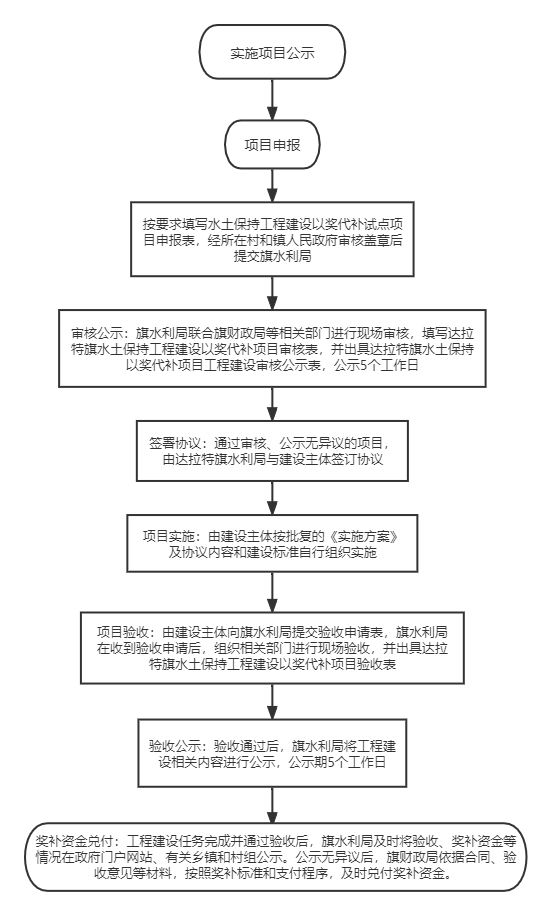 实施项目公示
项目申报
按要求填写水土保持工程建设以奖代补试点项
目申报表，经所在村和镇人民政府审核盖章后
提交旗水利局
审核公示：旗水利局联合旗财政局等相关部门进行现场审核，填写达拉
特旗水土保持工程建设以奖代补项目审核表，并出具达拉特旗水土保持
以奖代补项目工程建设审核公示表，公示5个工作日
签署协议：通过审核、公示无异议的项目，
由达拉特旗水利局与建设主体签订协议
项目实施：由建设主体按批复的《实施方案》
及协议内容和建设标准自行组织实施
项目验收：由建设主体向旗水利局提交验收申请表，旗水利局
在收到验收申请后，组织相关部门进行现场验收，并出具达拉
特旗水土保持工程建设以奖代补项目验收表
验收公示：验收通过后，旗水利局将工程建
设相关内容进行公示，公示期5个工作日
奖补资金兑付：工程建设任务完成并通过验收后，旗水利局及时将验收、奖补资金等
情况在政府门户网站、有关乡镇和村组公示。公示无异议后，旗财政局依据合同、验
收意见等材料，按照奖补标准和支付程序，及时兑付奖补资金。